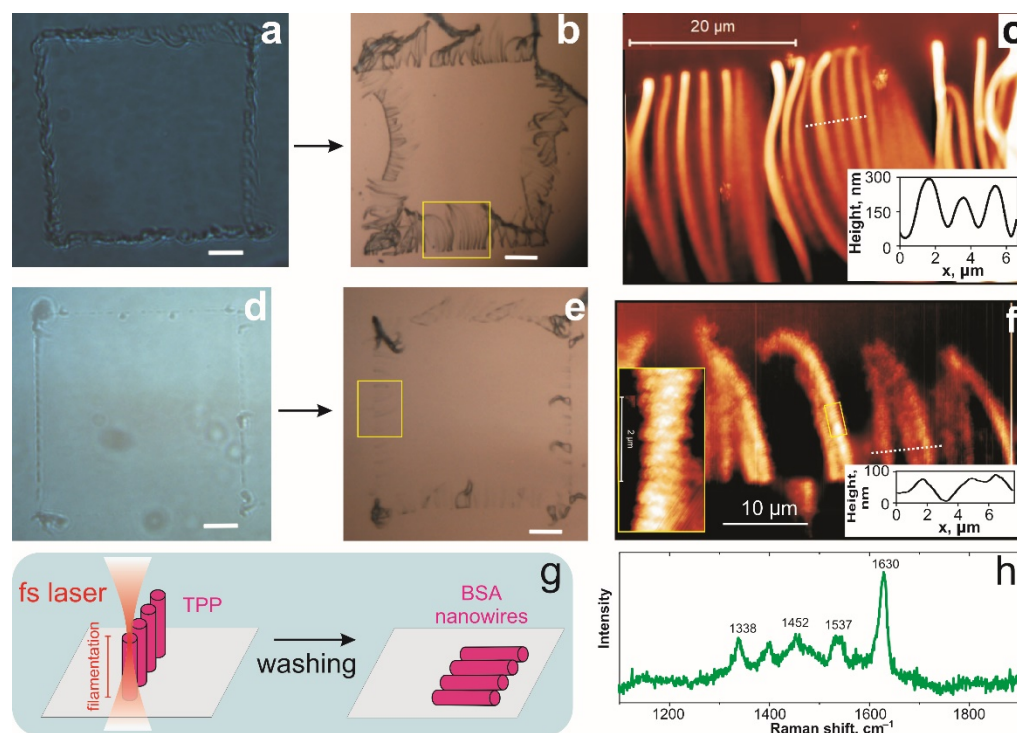 a
b
c
20 µm
Height, nm
300
150
0
0 2 4 6
x, µm
d
e
f
2 µm
10 µm
Height, nm
100
50
0
0 2 4 6
x, µm
g
fs laser
TPP
filamentation
washing
BSA
nanowires
h
Intensity
1338
1452
1537
1630
1200 1400 1600 1800
Raman shift, cm⁻¹